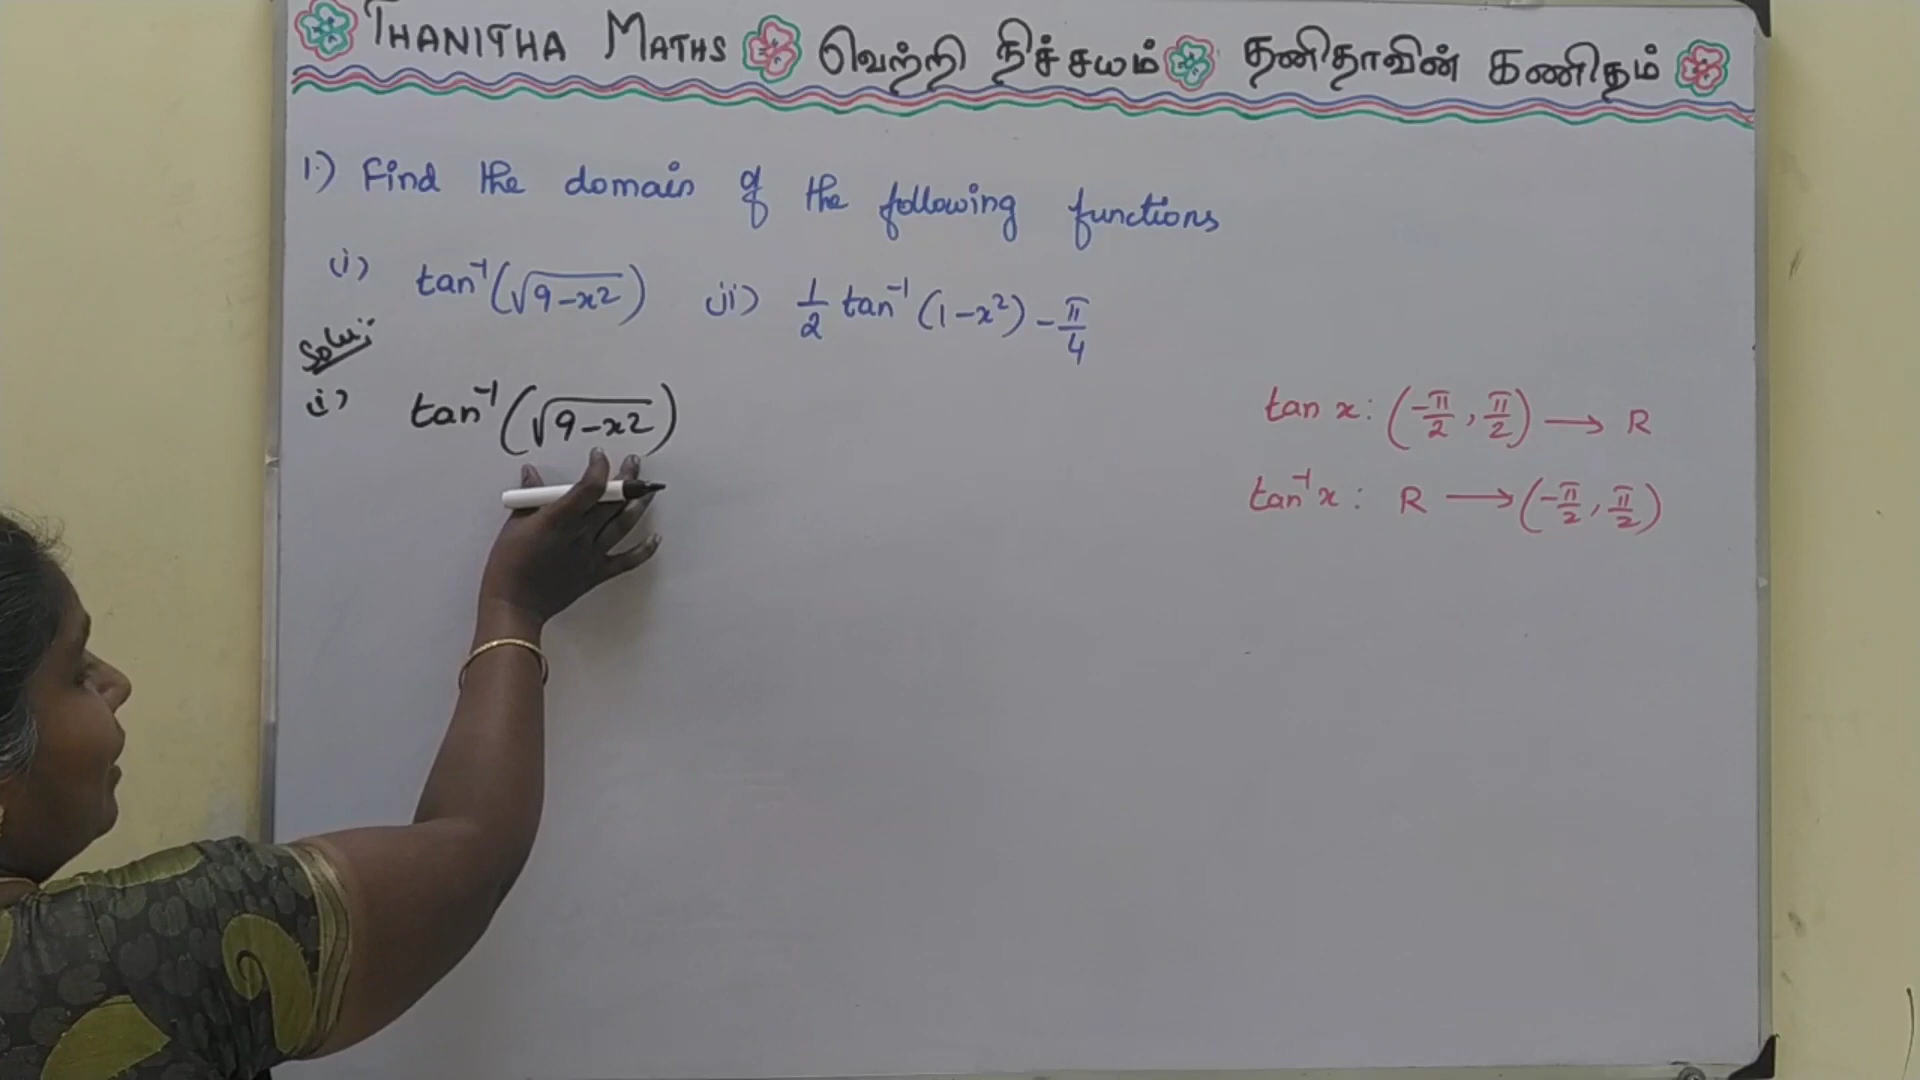 THANITHA MATHS வெற்றி நிச்சயம் தனிதாவின் கணிதம்
1.) Find the domain of the following functions
(i) tan⁻¹(√(9-x²)) (ii) 1/2 tan⁻¹(1-x²) - π/4
Solu:
(i) tan⁻¹(√(9-x²))
tan x: (-π/2, π/2) → R
tan⁻¹x: R → (-π/2, π/2)